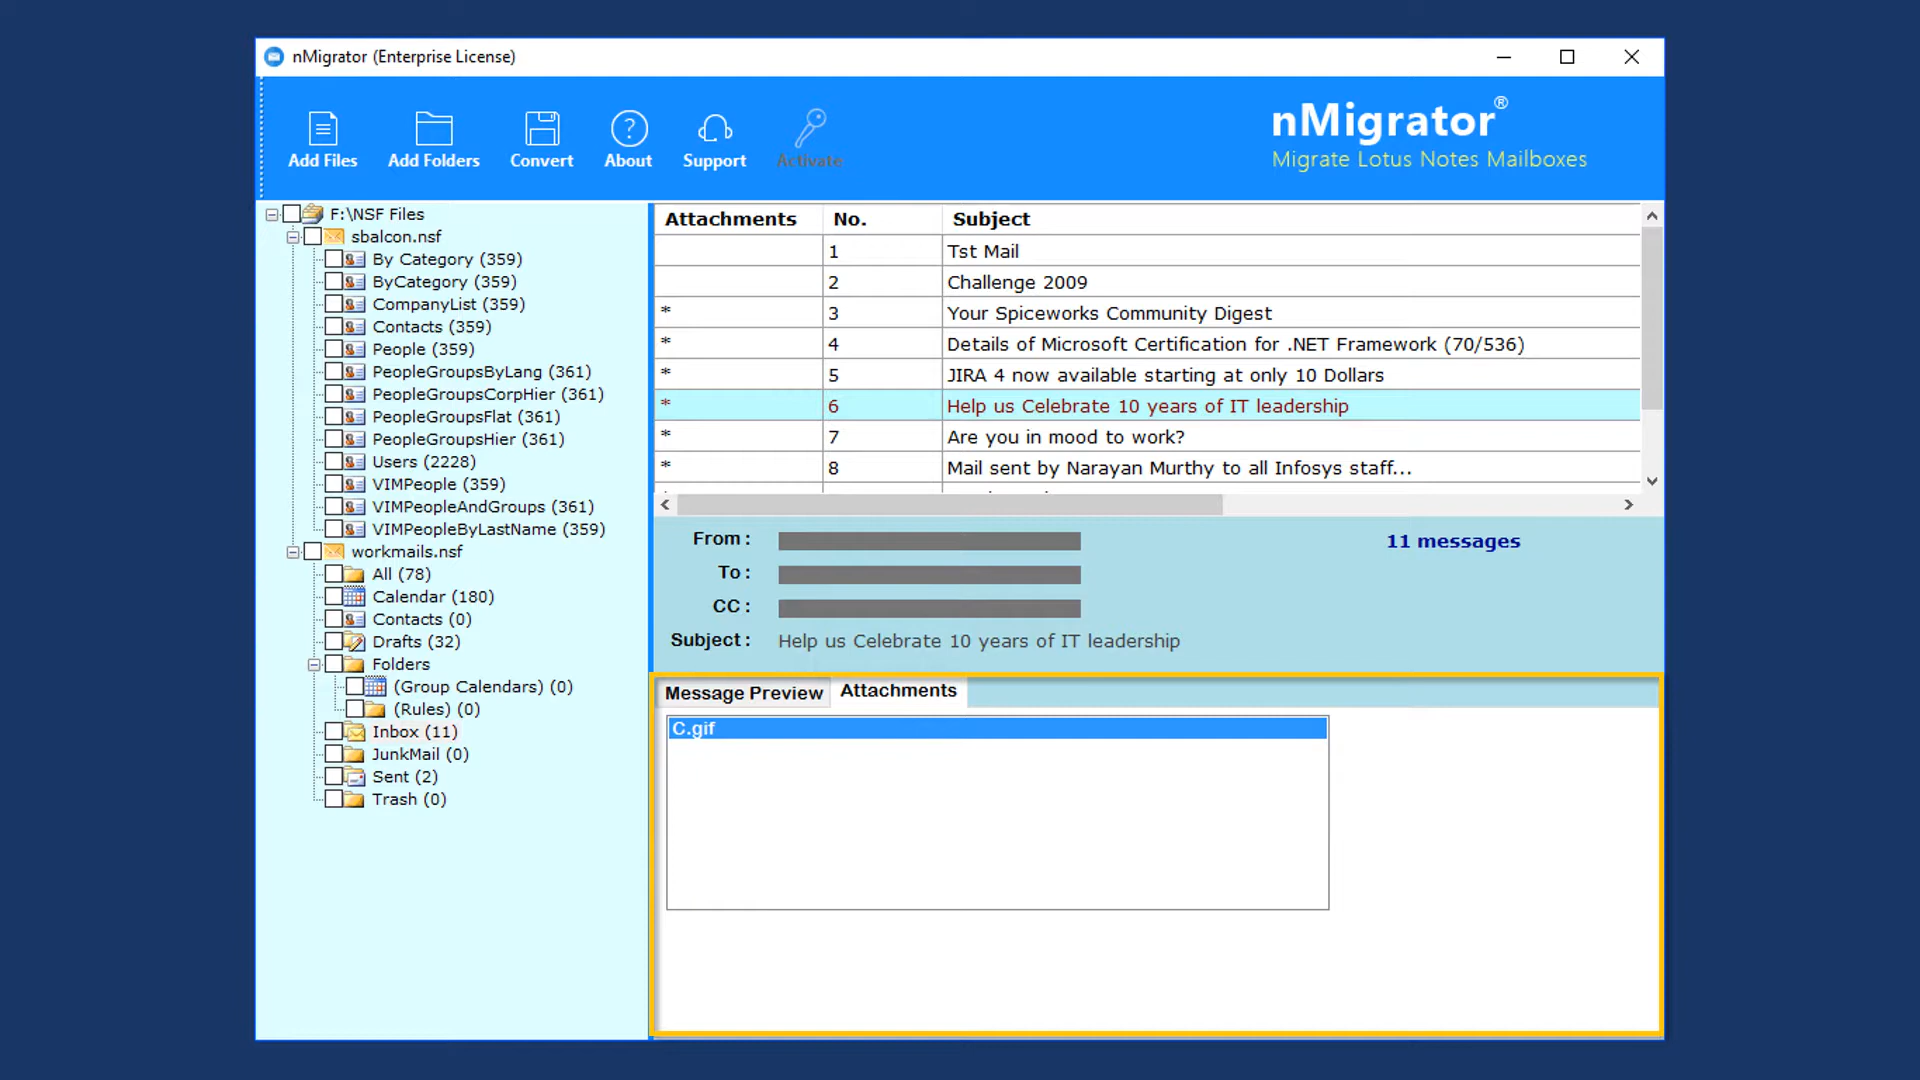 nMigrator (Enterprise License)
Add Files
Add Folders
Convert
About
Support
Activate
nMigrator®
Migrate Lotus Notes Mailboxes
F:\NSF Files
sbalcon.nsf
By Category (359)
ByCategory (359)
CompanyList (359)
Contacts (359)
People (359)
PeopleGroupsByLang (361)
PeopleGroupsCorpHier (361)
PeopleGroupsFlat (361)
PeopleGroupsHier (361)
Users (2228)
VIMPeople (359)
VIMPeopleAndGroups (361)
VIMPeopleByLastName (359)
workmails.nsf
All (78)
Calendar (180)
Contacts (0)
Drafts (32)
Folders
(Group Calendars) (0)
(Rules) (0)
Inbox (11)
JunkMail (0)
Sent (2)
Trash (0)
Attachments No. Subject
1 Tst Mail
2 Challenge 2009
* 3 Your Spiceworks Community Digest
* 4 Details of Microsoft Certification for .NET Framework (70/536)
* 5 JIRA 4 now available starting at only 10 Dollars
* 6 Help us Celebrate 10 years of IT leadership
* 7 Are you in mood to work?
* 8 Mail sent by Narayan Murthy to all Infosys staff...
From :
11 messages
To :
CC :
Subject : Help us Celebrate 10 years of IT leadership
Message Preview Attachments
C.gif